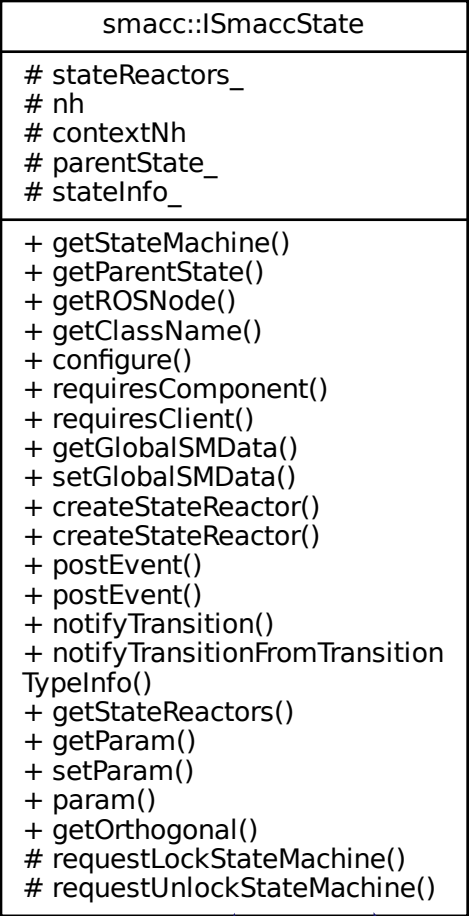 smacc::ISmaccState
# stateReactors_
# nh
# contextNh
# parentState_
# stateInfo_
+ getStateMachine()
+ getParentState()
+ getROSNode()
+ getClassName()
+ configure()
+ requiresComponent()
+ requiresClient()
+ getGlobalSMData()
+ setGlobalSMData()
+ createStateReactor()
+ createStateReactor()
+ postEvent()
+ postEvent()
+ notifyTransition()
+ notifyTransitionFromTransition
TypeInfo()
+ getStateReactors()
+ getParam()
+ setParam()
+ param()
+ getOrthogonal()
# requestLockStateMachine()
# requestUnlockStateMachine()